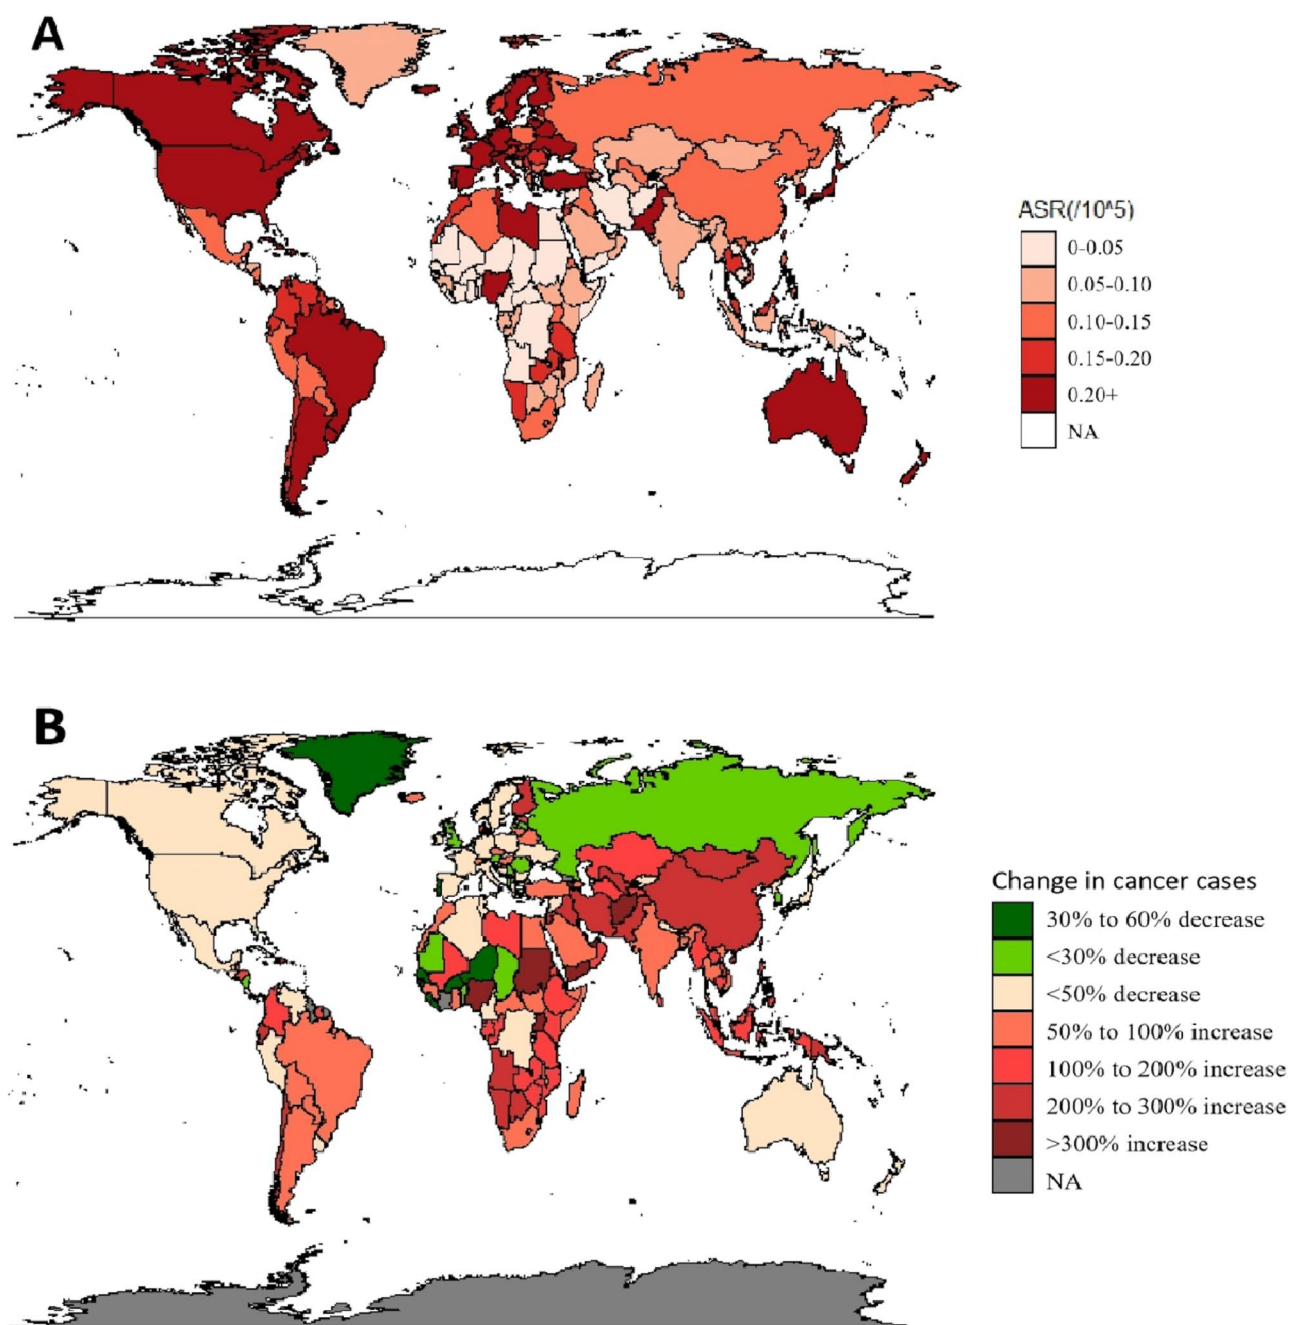 A
ASR(/10^5)
0-0.05
0.05-0.10
0.10-0.15
0.15-0.20
0.20+
NA
B
Change in cancer cases
30% to 60% decrease
<30% decrease
<50% decrease
50% to 100% increase
100% to 200% increase
200% to 300% increase
>300% increase
NA